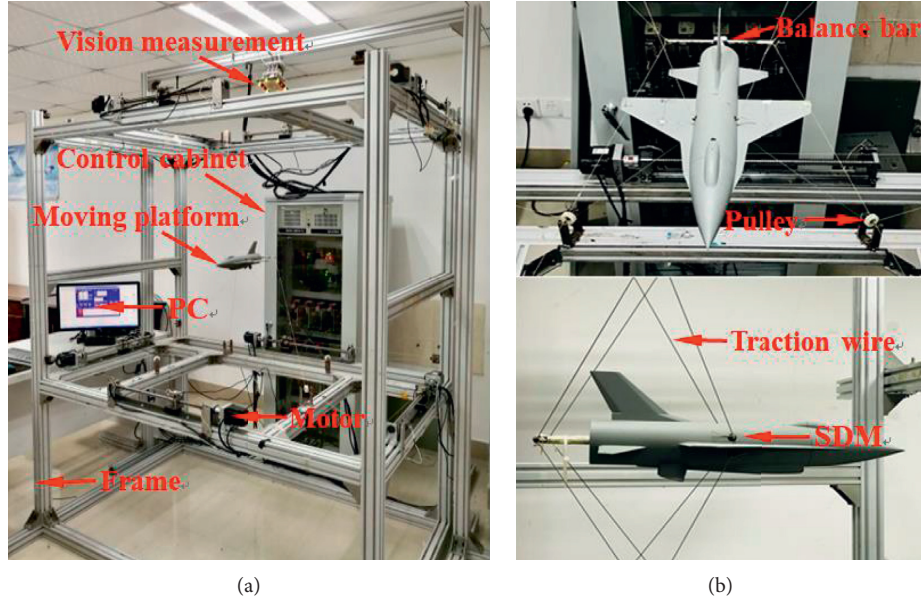 Vision measurement
Control cabinet
Moving platform
PC
Motor
Frame
(a)
Balance bar
Pulley
Traction wire
SDM
(b)